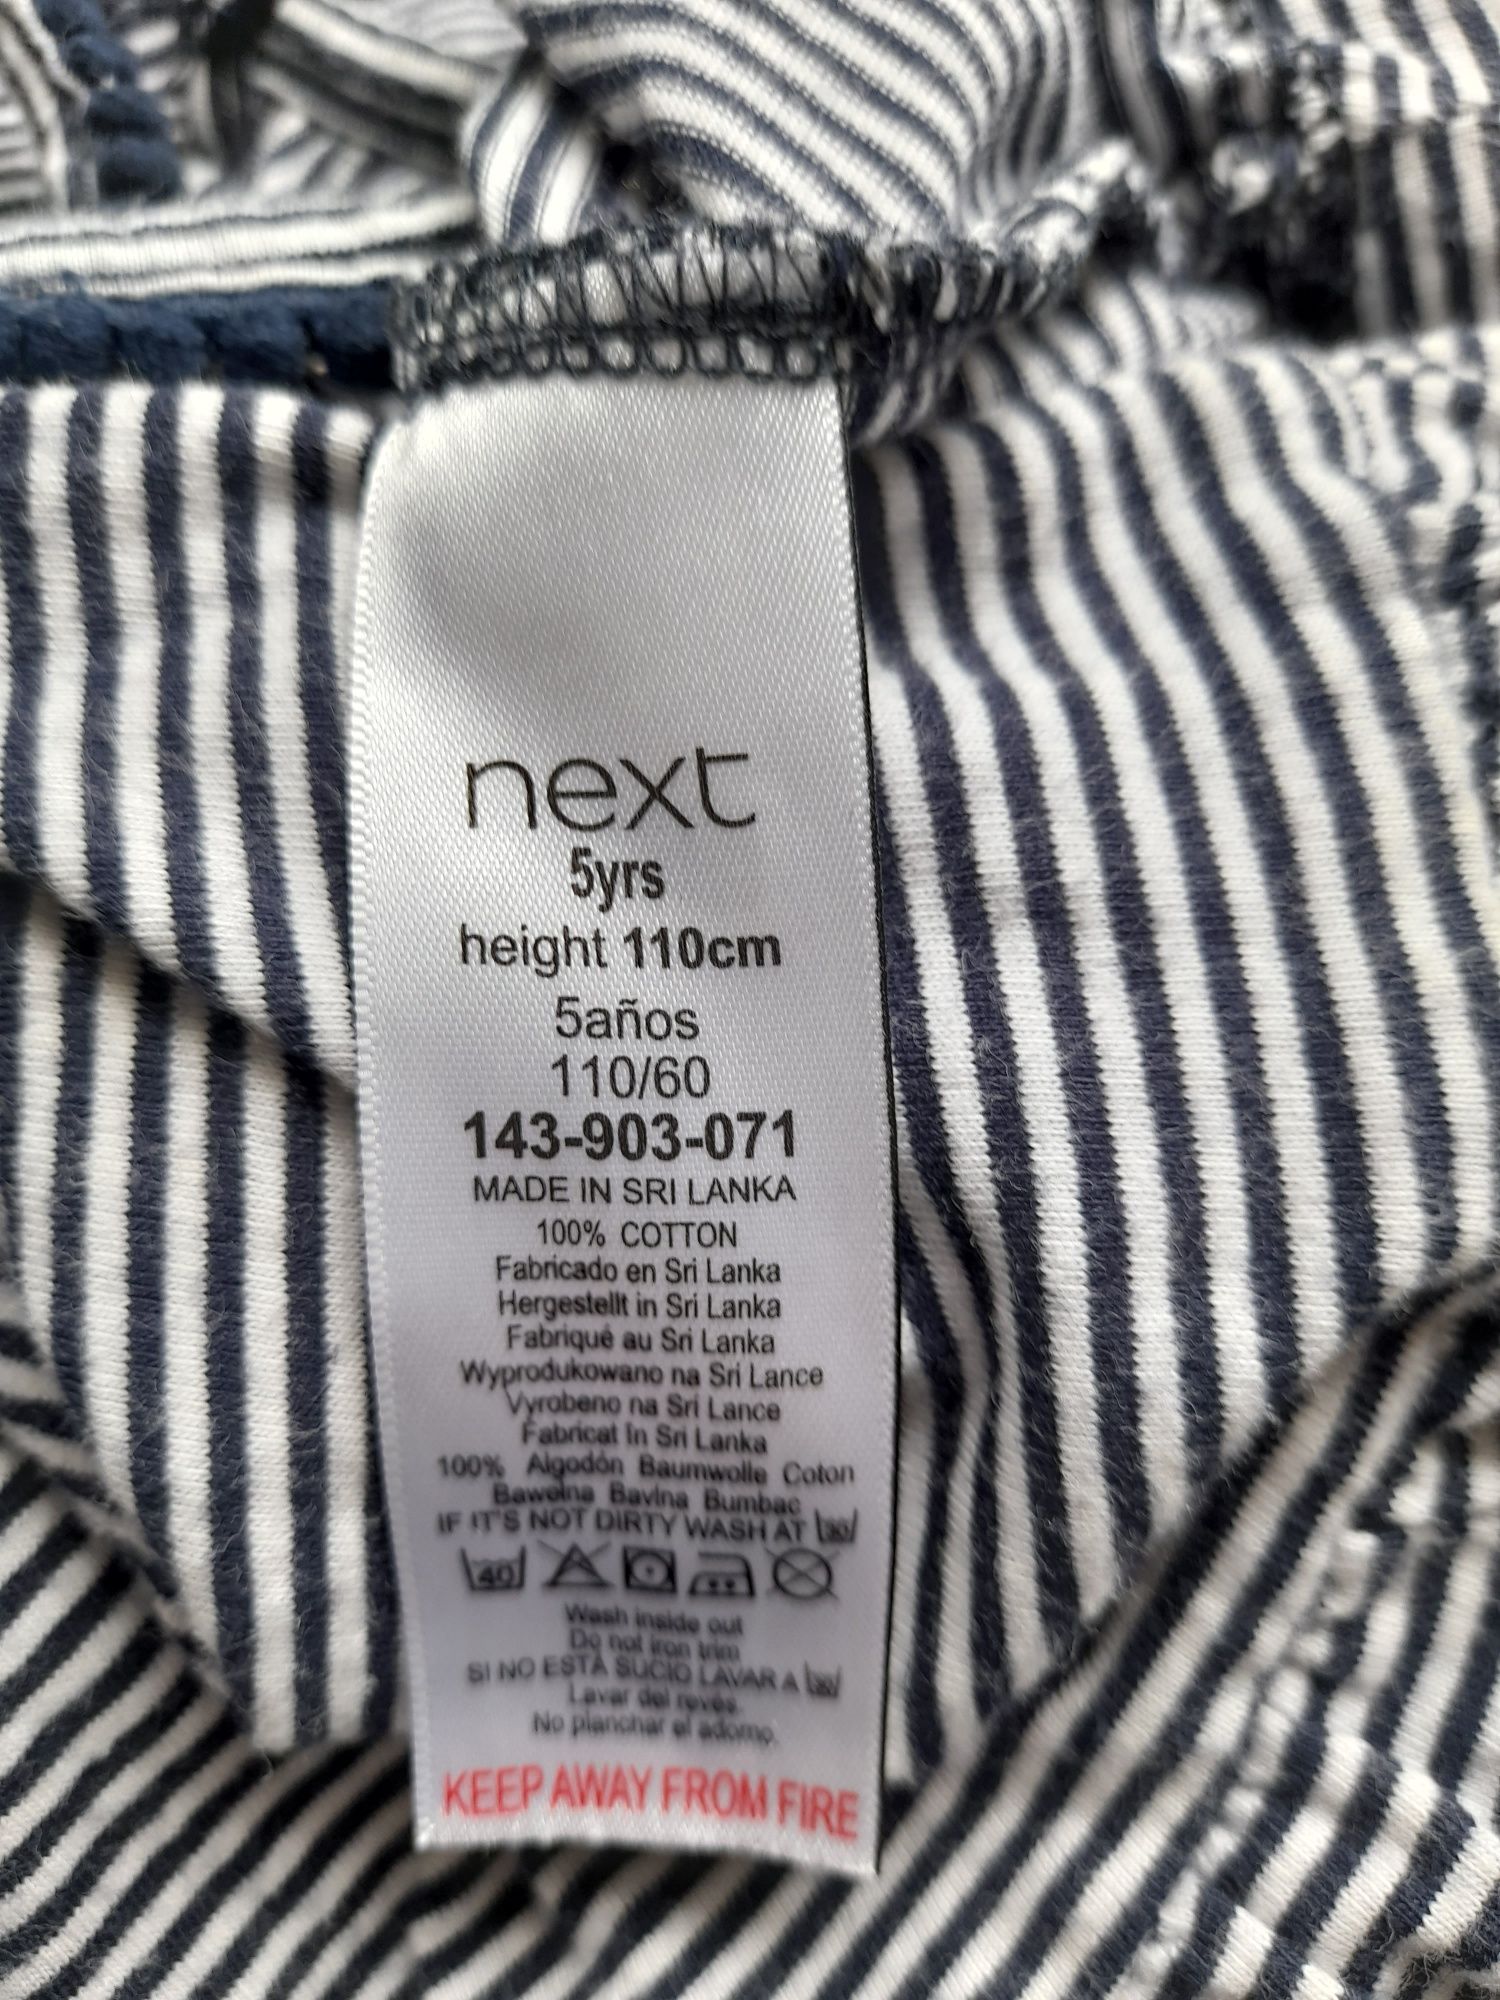 next
5yrs
height 110cm
5años
110/60
143-903-071
MADE IN SRI LANKA
100% COTTON
Fabricado en Sri Lanka
Hergestellt in Sri Lanka
Fabriqué au Sri Lanka
Wyprodukowano na Sri Lance
Vyrobeno na Sri Lance
Fabricat In Sri Lanka
100% Algodón Baumwolle Coton
Bawełna Bavlna Bumbac
IF IT'S NOT DIRTY WASH AT 30
40
Wash inside out
Do not iron trim
SI NO ESTÁ SUCIO LAVAR A 30
Lavar del revés.
No planchar el adorno.
KEEP AWAY FROM FIRE